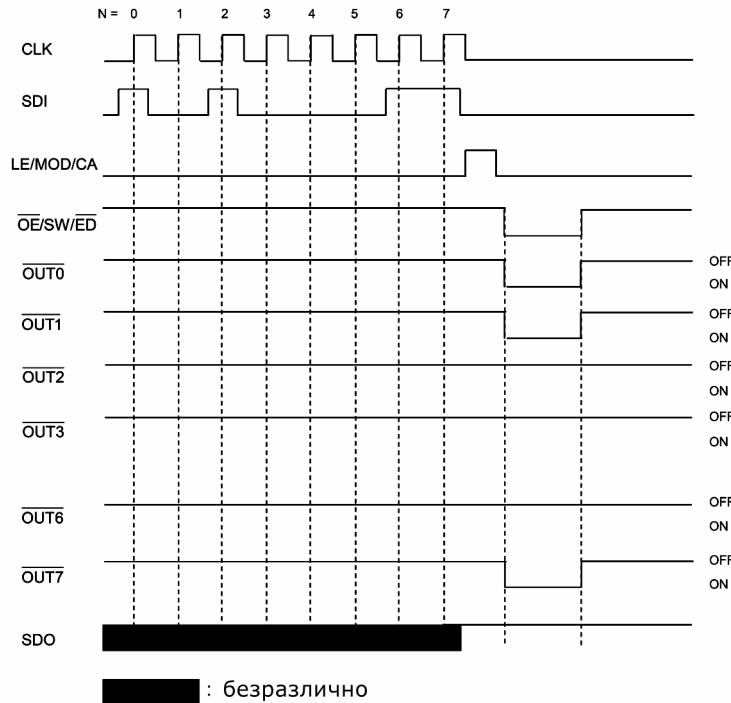 N = 0 1 2 3 4 5 6 7
CLK
SDI
LE/MOD/CA
OE/SW/ED
OUT0
OFF
ON
OUT1
OFF
ON
OUT2
OFF
ON
OUT3
OFF
ON
OUT6
OFF
ON
OUT7
OFF
ON
SDO
: безразлично